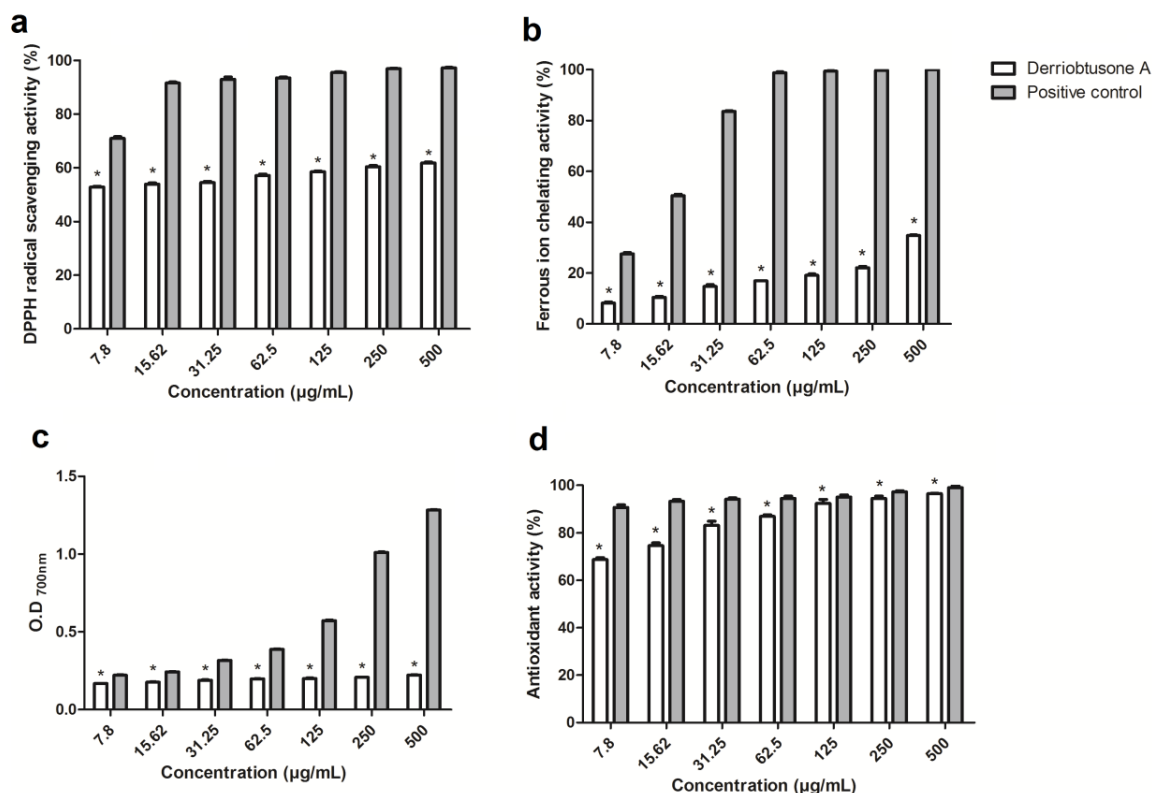 a
DPPH radical scavenging activity (%)
100
80
60
40
20
0
* * * * * * *
7.8 15.62 31.25 62.5 125 250 500
Concentration (µg/mL)
b
Ferrous ion chelating activity (%)
100
80
60
40
20
0
* * * * * * *
7.8 15.62 31.25 62.5 125 250 500
Concentration (µg/mL)
Derriobtusone A
Positive control
c
O.D 700nm
1.5
1.0
0.5
0.0
* * * * * * *
7.8 15.62 31.25 62.5 125 250 500
Concentration (µg/mL)
d
Antioxidant activity (%)
100
80
60
40
20
0
* * * * * * *
7.8 15.62 31.25 62.5 125 250 500
Concentration (µg/mL)